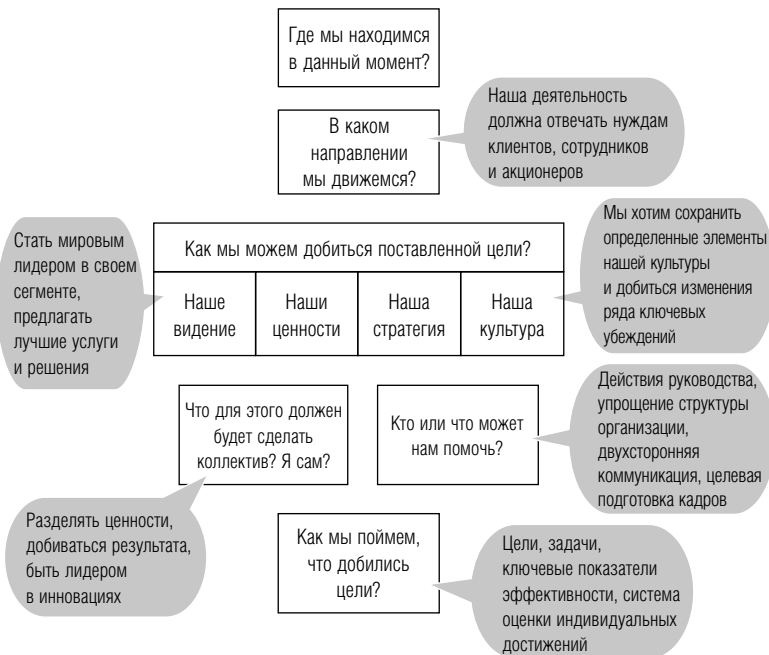 Где мы находимся
в данный момент?
В каком
направлении
мы движемся?
Наша деятельность
должна отвечать нуждам
клиентов, сотрудников
и акционеров
Стать мировым
лидером в своем
сегменте,
предлагать
лучшие услуги
и решения
Как мы можем добиться поставленной цели?
Наше
видение
Наши
ценности
Наша
стратегия
Наша
культура
Мы хотим сохранить
определенные элементы
нашей культуры
и добиться изменения
ряда ключевых
убеждений
Что для этого должен
будет сделать
коллектив? Я сам?
Кто или что может
нам помочь?
Действия руководства,
упрощение структуры
организации,
двухсторонняя
коммуникация, целевая
подготовка кадров
Разделять ценности,
добиваться результата,
быть лидером
в инновациях
Как мы поймем,
что добились
цели?
Цели, задачи,
ключевые показатели
эффективности, система
оценки индивидуальных
достижений